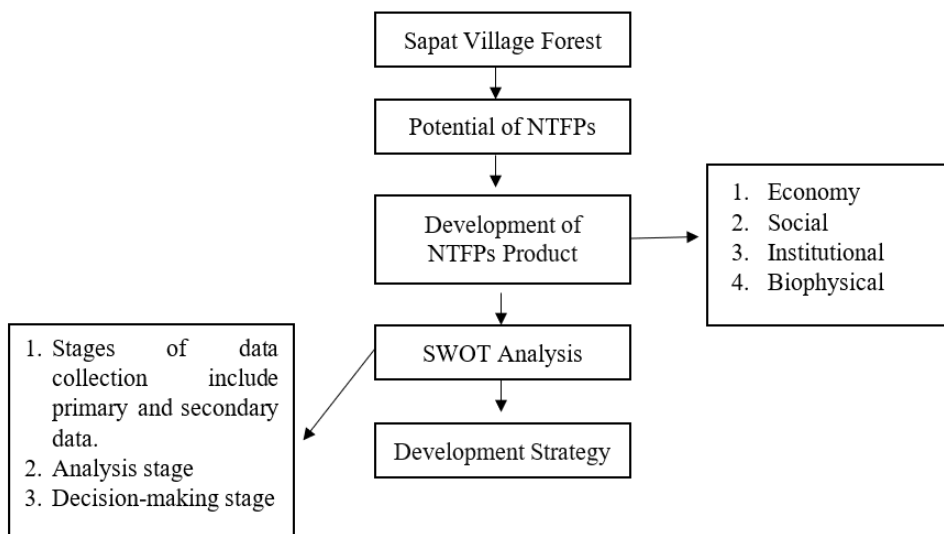 Sapat Village Forest
Potential of NTFPs
Development of
NTFPs Product
1. Economy
2. Social
3. Institutional
4. Biophysical
SWOT Analysis
1. Stages of data
collection include
primary and secondary
data.
2. Analysis stage
3. Decision-making stage
Development Strategy